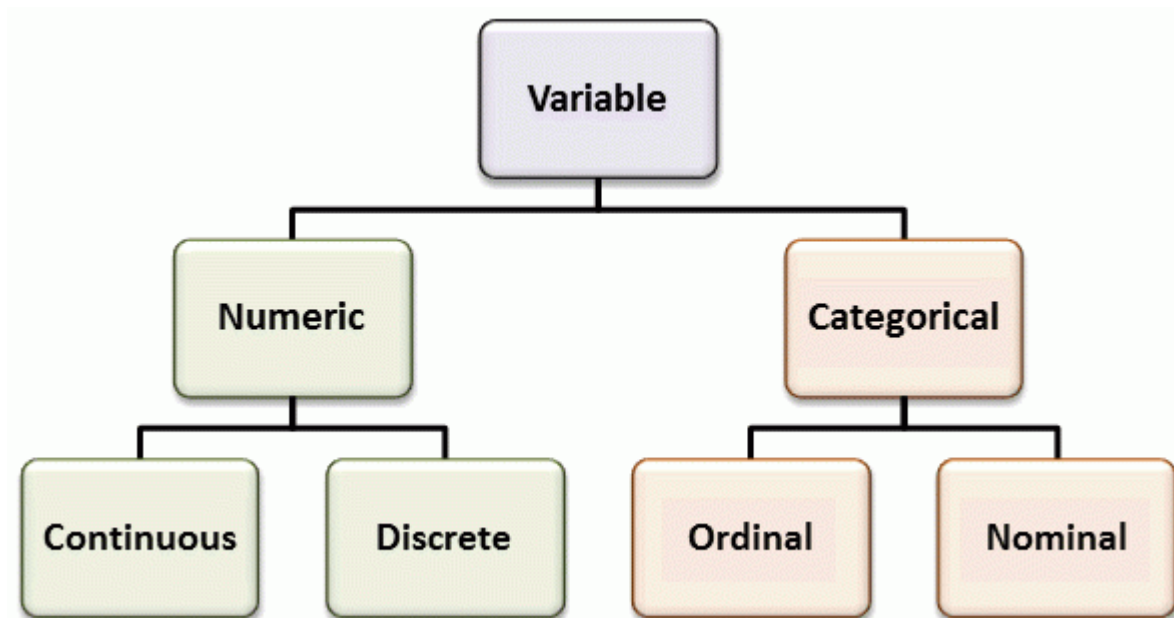 Variable
Numeric
Categorical
Continuous
Discrete
Ordinal
Nominal